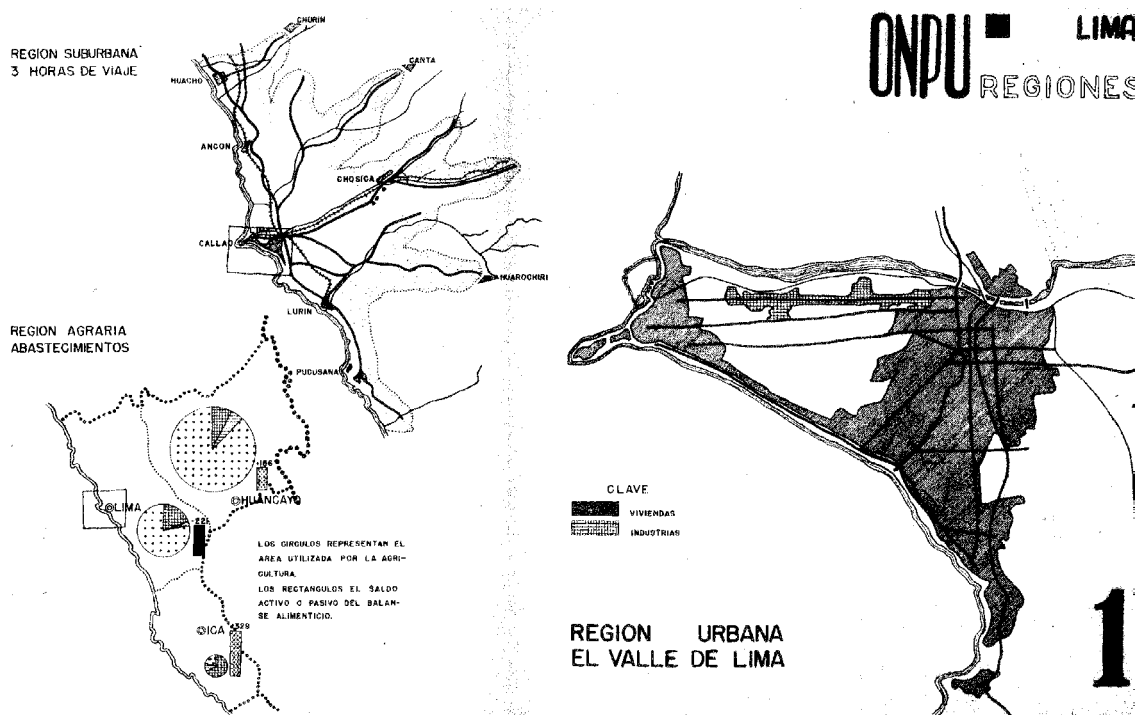 REGION SUBURBANA
3 HORAS DE VIAJE
CHURIN
CANTA
HUACHO
ANCON
CHOSICA
CALLAO
HUAROCHIRI
LURIN
PUCUSANA
REGION AGRARIA
ABASTECIMIENTOS
HUANCAYO
LIMA
LOS CIRCULOS REPRESENTAN EL
AREA UTILIZADA POR LA AGRI-
CULTURA.
LOS RECTANGULOS EL SALDO
ACTIVO O PASIVO DEL BALAN-
SE ALIMENTICIO.
ICA
ONPU LIMA
REGIONES
CLAVE
VIVIENDAS
INDUSTRIAS
REGION URBANA
EL VALLE DE LIMA
1